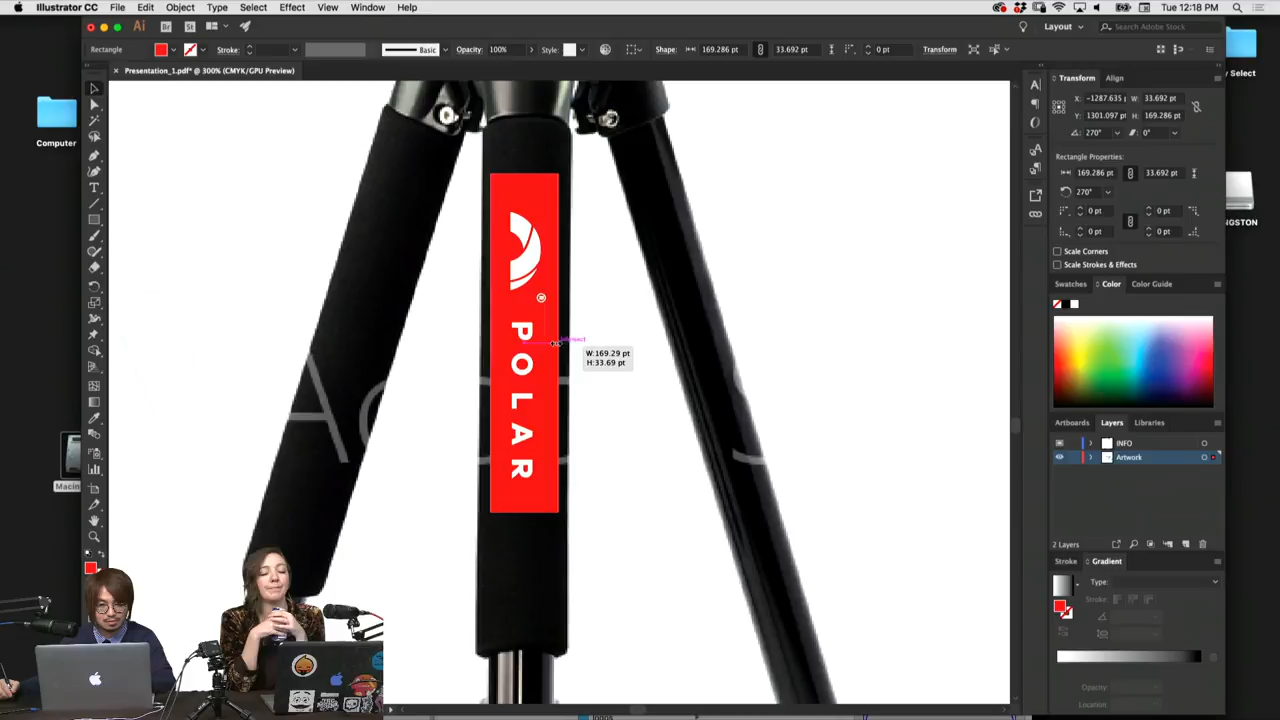 Illustrator CC File Edit Object Type Select Effect View Window Help
Tue 12:18 PM
Ai Br St
Layout
Search Adobe Stock
Rectangle Stroke: Basic Opacity: 100% Style: Shape: 169.286 pt 33.692 pt 0 pt Transform
× Presentation_1.pdf* @ 300% (CMYK/GPU Preview)
Computer
y Select
INGSTON
Macin
POLAR
®
W:169.29 pt
H:33.69 pt
Transform Align
X: -1287.635 W: 33.692 pt
Y: 1301.097 pt H: 169.286 pt
270° 0°
Rectangle Properties:
169.286 pt 33.692 pt
270°
0 pt 0 pt
0 pt 0 pt
Scale Corners
Scale Strokes & Effects
Swatches Color Color Guide
Artboards Layers Libraries
INFO
Artwork
2 Layers
Stroke Gradient
Type:
Stroke:
Opacity:
Location: